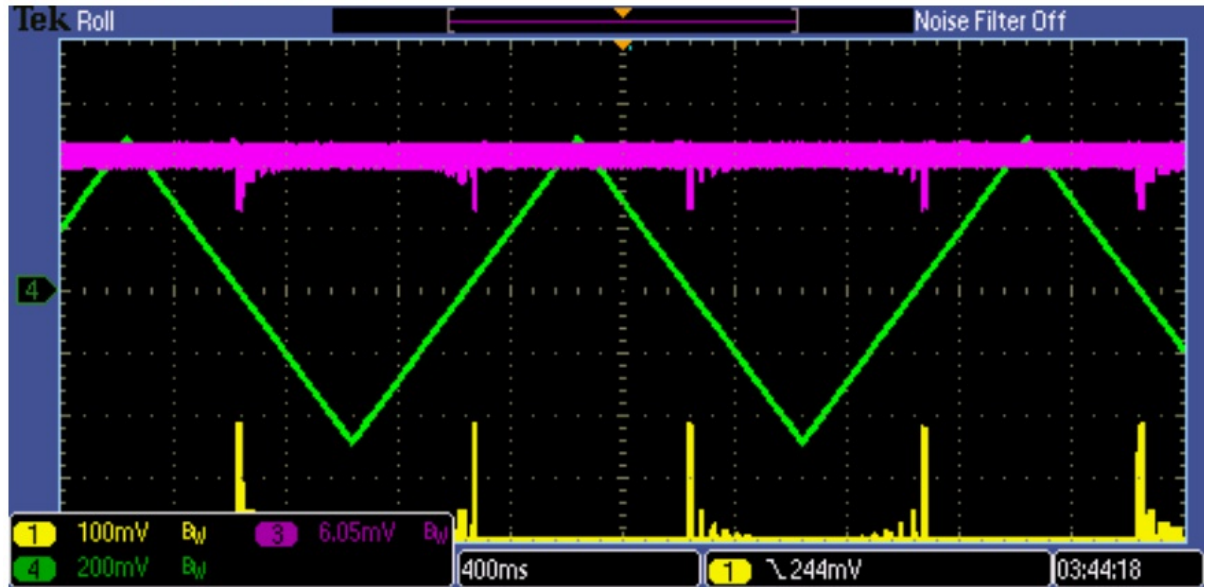 Tek Roll Noise Filter Off
4
1 100mV BW 3 6.05mV BW
4 200mV BW 400ms 1 \244mV 03:44:18